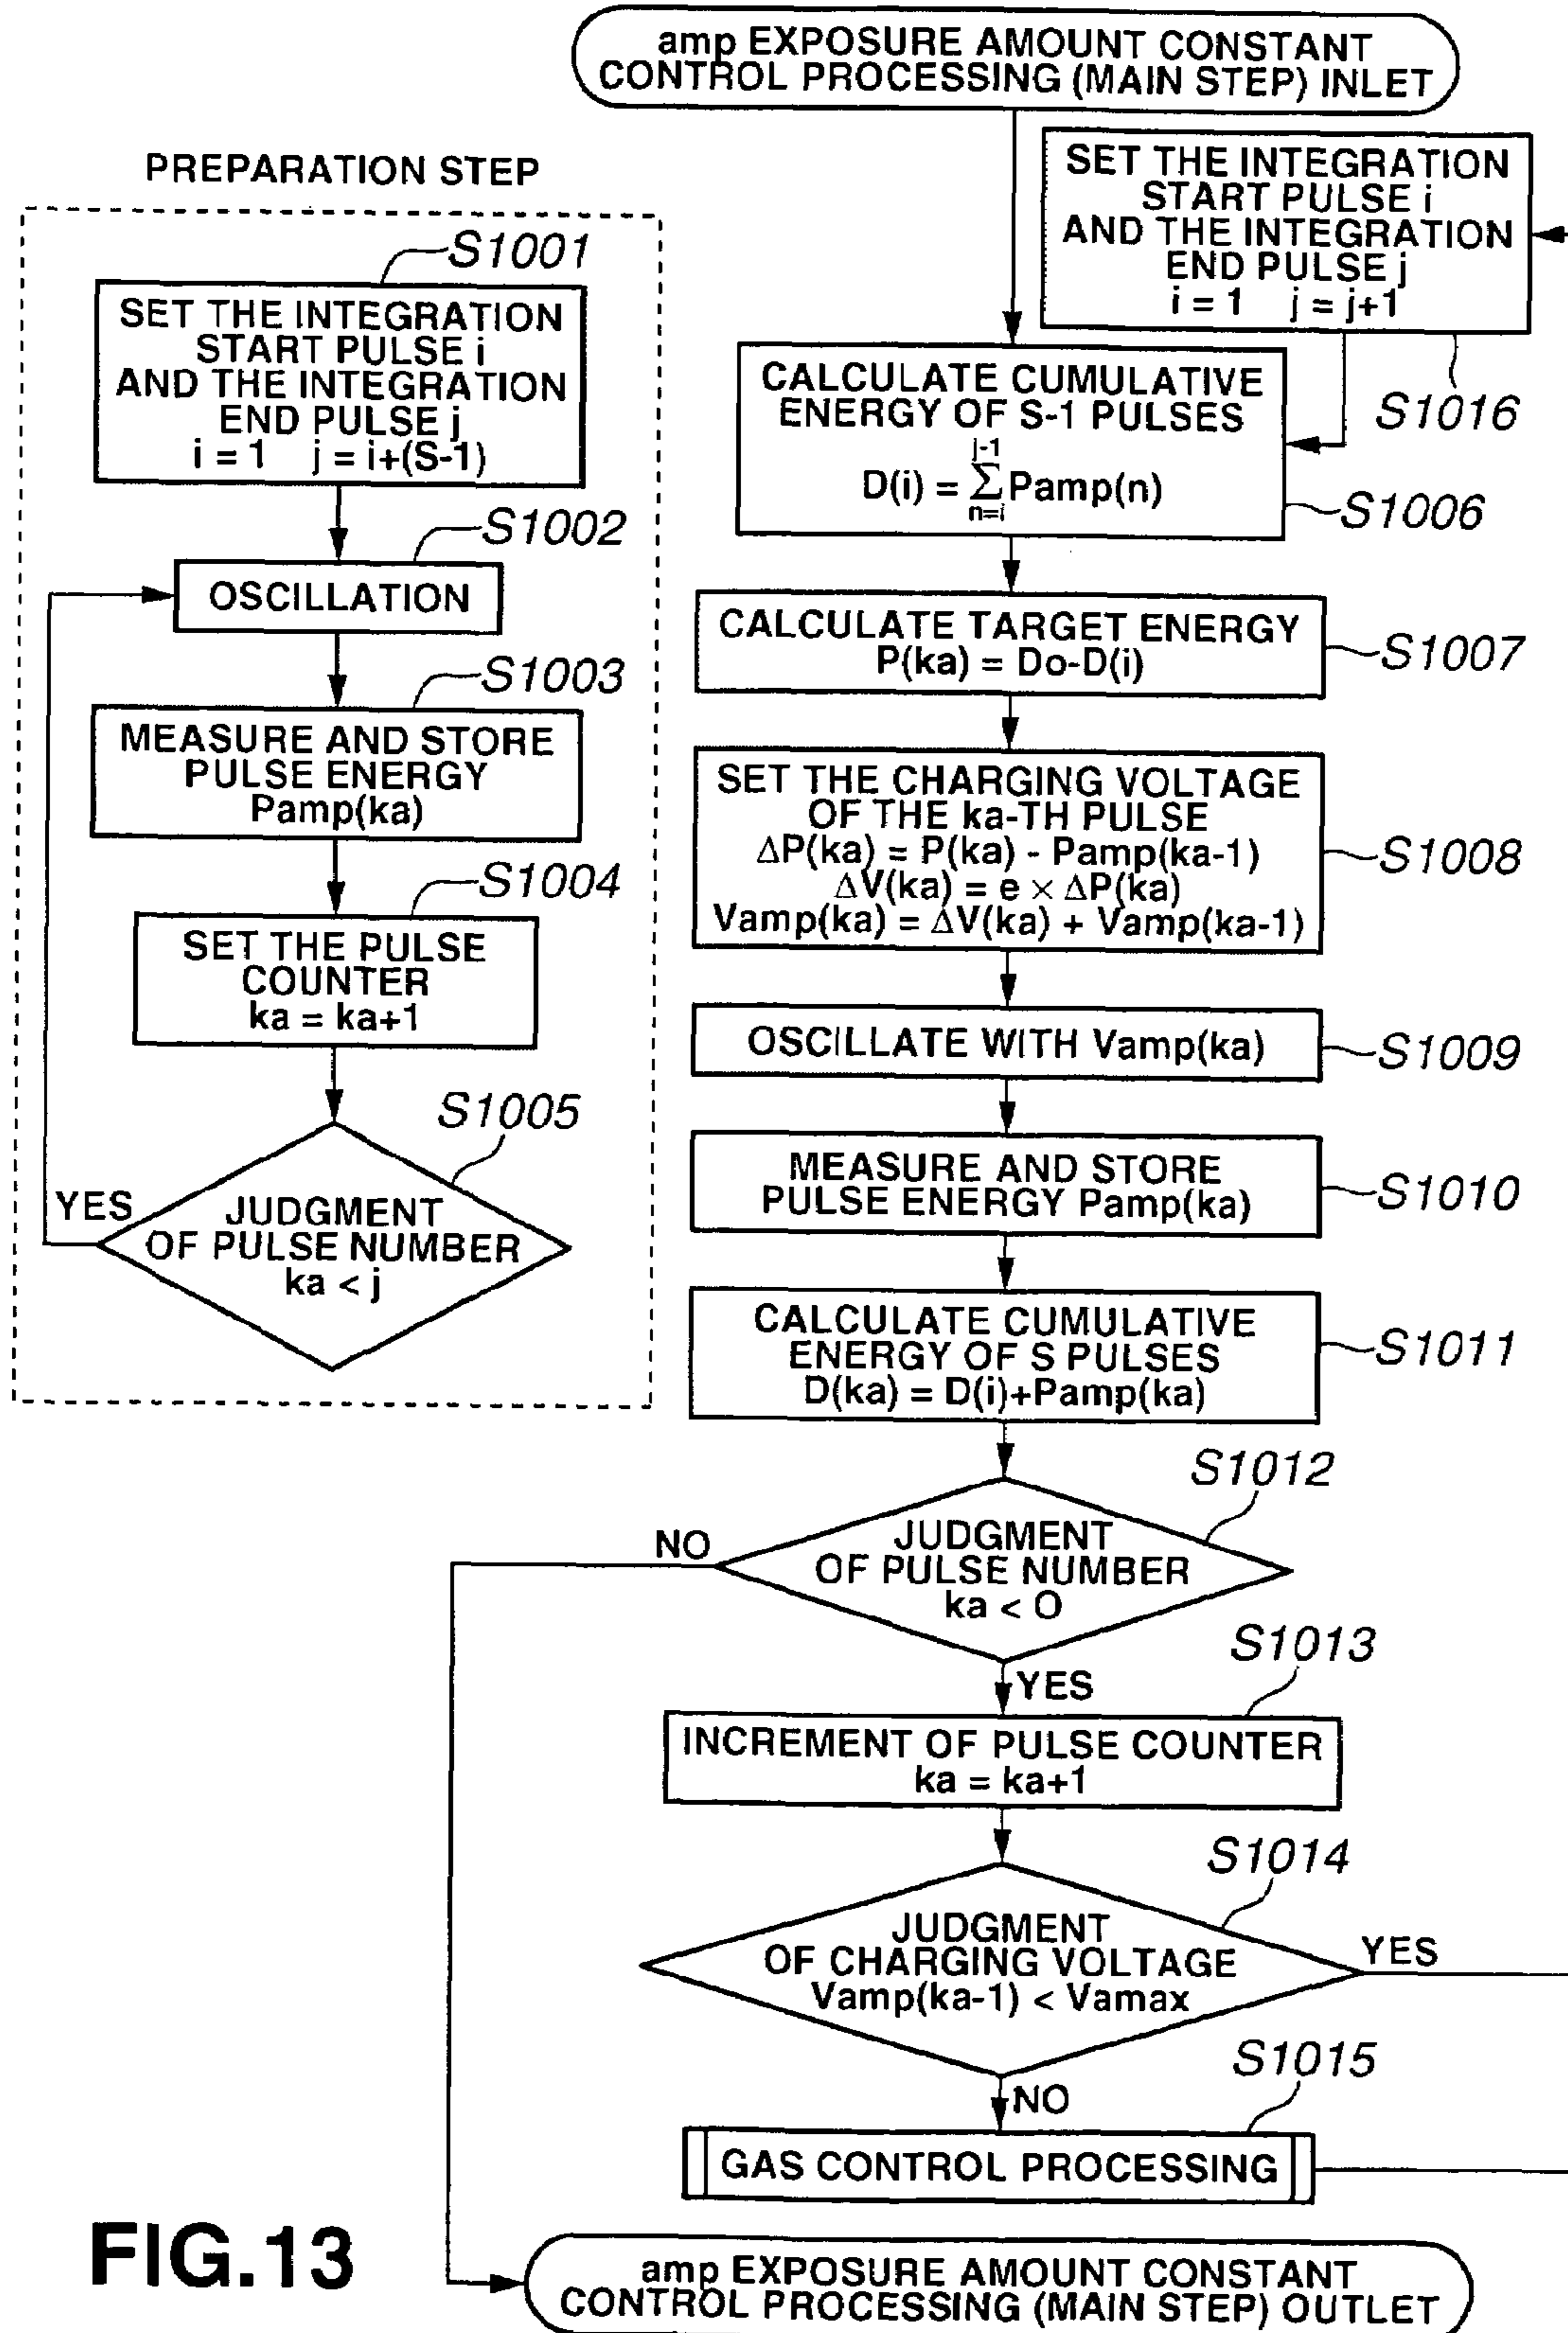 amp EXPOSURE AMOUNT CONSTANT
CONTROL PROCESSING (MAIN STEP) INLET
PREPARATION STEP
S1001
SET THE INTEGRATION
START PULSE i
AND THE INTEGRATION
END PULSE j
i = 1 j = i+(S-1)
S1002
OSCILLATION
S1003
MEASURE AND STORE
PULSE ENERGY
Pamp(ka)
S1004
SET THE PULSE
COUNTER
ka = ka+1
S1005
YES
JUDGMENT
OF PULSE NUMBER
ka < j
SET THE INTEGRATION
START PULSE i
AND THE INTEGRATION
END PULSE j
i = 1 j = j+1
S1016
CALCULATE CUMULATIVE
ENERGY OF S-1 PULSES
j-1
D(i) = ΣPamp(n)
n=i
S1006
CALCULATE TARGET ENERGY
P(ka) = Do-D(i)
S1007
SET THE CHARGING VOLTAGE
OF THE ka-TH PULSE
ΔP(ka) = P(ka) - Pamp(ka-1)
ΔV(ka) = e × ΔP(ka)
Vamp(ka) = ΔV(ka) + Vamp(ka-1)
S1008
OSCILLATE WITH Vamp(ka)
S1009
MEASURE AND STORE
PULSE ENERGY Pamp(ka)
S1010
CALCULATE CUMULATIVE
ENERGY OF S PULSES
D(ka) = D(i)+Pamp(ka)
S1011
S1012
NO
JUDGMENT
OF PULSE NUMBER
ka < O
YES
S1013
INCREMENT OF PULSE COUNTER
ka = ka+1
S1014
JUDGMENT
OF CHARGING VOLTAGE
Vamp(ka-1) < Vamax
YES
NO
S1015
GAS CONTROL PROCESSING
amp EXPOSURE AMOUNT CONSTANT
CONTROL PROCESSING (MAIN STEP) OUTLET
FIG.13